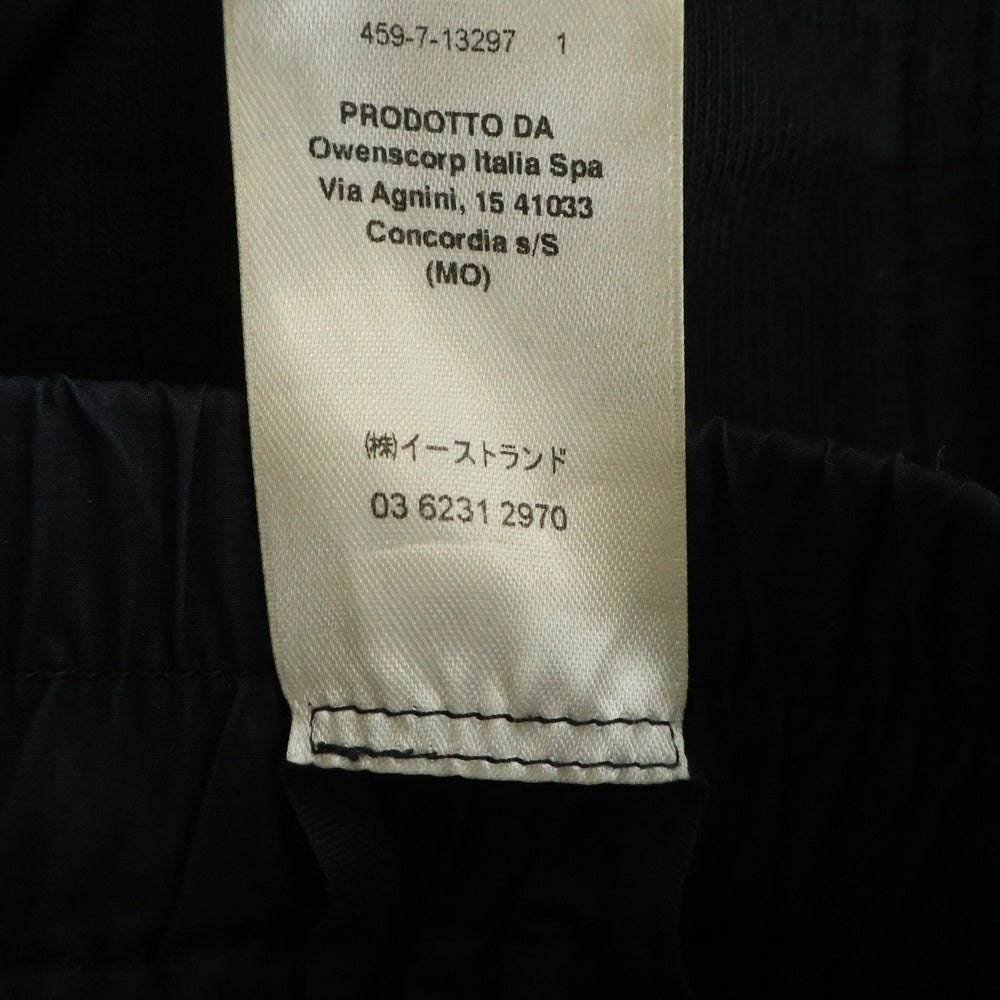 459-7-13297 1
PRODOTTO DA
Owenscorp Italia Spa
Via Agnini, 15 41033
Concordia s/S
(MO)
(株)イーストランド
03 6231 2970